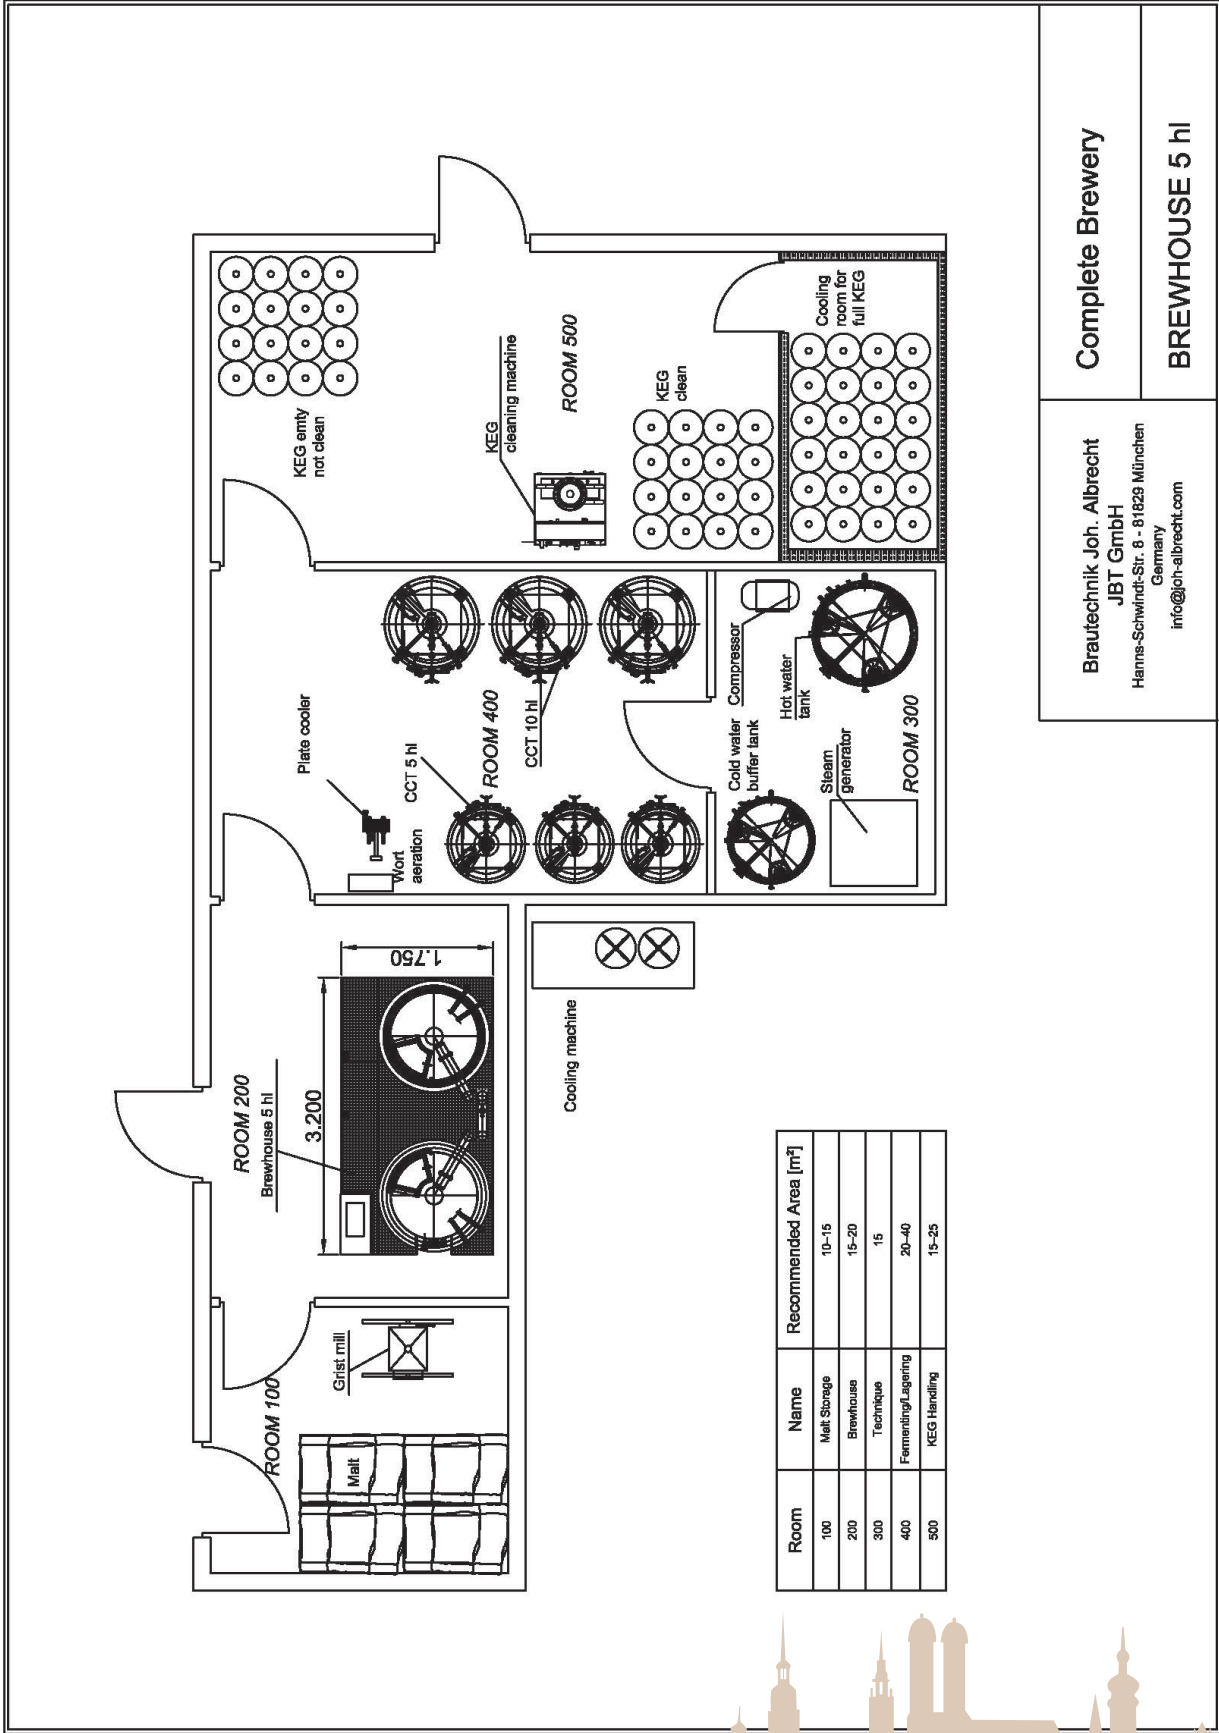 ROOM 100
Malt
Grist mill
ROOM 200
Brewhouse 5 hl
3.200
1.750
Cooling machine
Plate cooler
Wort
aeration
CCT 5 hl
ROOM 400
CCT 10 hl
Cold water
buffer tank
Compressor
Hot water
tank
Steam
generator
ROOM 300
KEG emty
not clean
KEG
cleaning machine
ROOM 500
KEG
clean
Cooling
room for
full KEG
Room Name Recommended Area [m²]
100 Malt Storage 10-15
200 Brewhouse 15-20
300 Technique 15
400 Fermenting/Lagering 20-40
500 KEG Handling 15-25
Brautechnik Joh. Albrecht
JBT GmbH
Hanns-Schwindt-Str. 8 - 81829 München
Germany
info@joh-albrecht.com
Complete Brewery
BREWHOUSE 5 hl